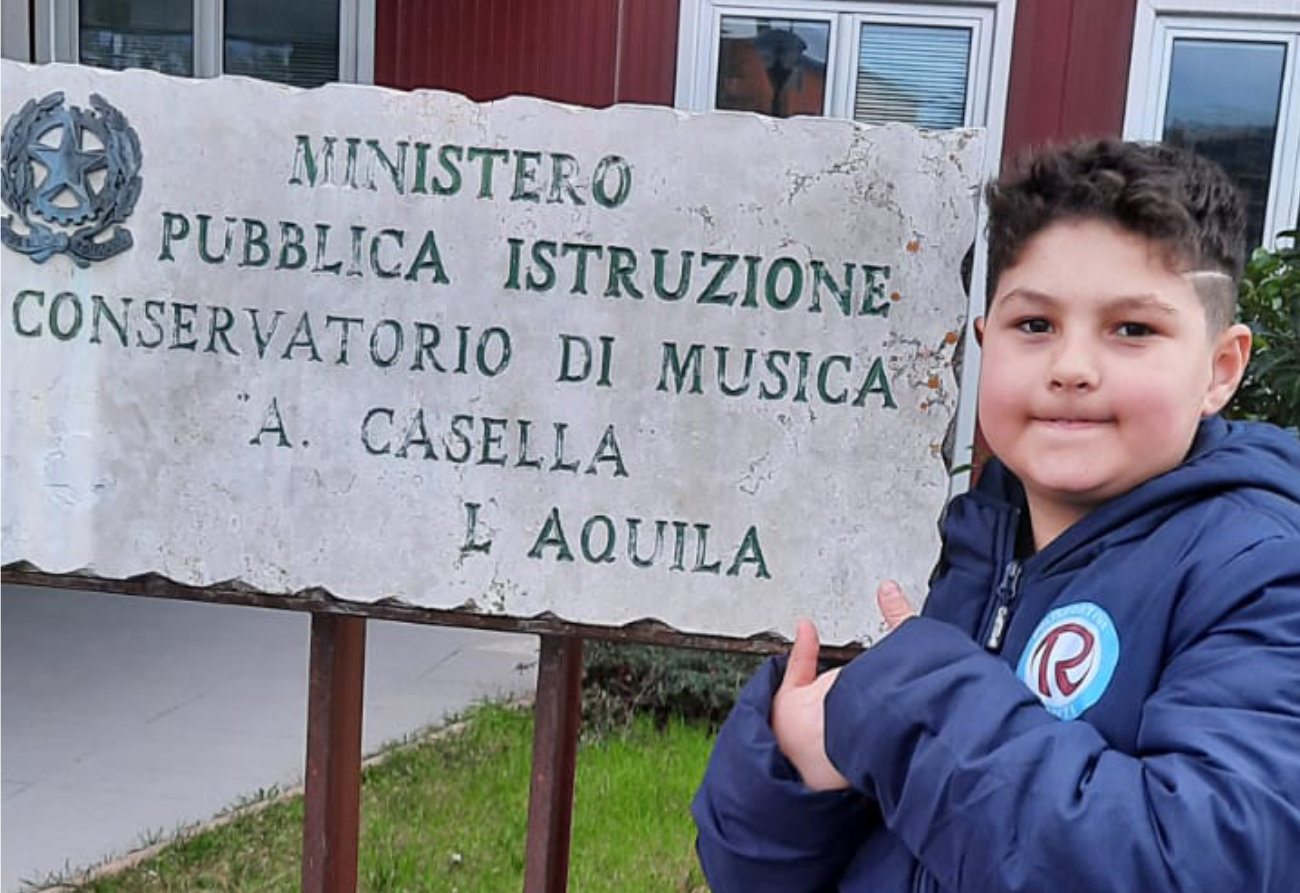 MINISTERO
PUBBLICA ISTRUZIONE
CONSERVATORIO DI MUSICA
"A. CASELLA
L AQUILA
R